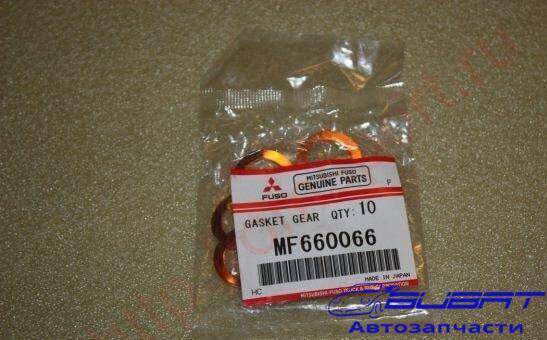 FUSO
MITSUBISHI FUSO
GENUINE PARTS
F
GASKET GEAR QTY: 10
MF660066
MADE IN JAPAN
HC
MITSUBISHI FUSO TRUCK & BUS CORPORATION
SUBART
Автозапчасти